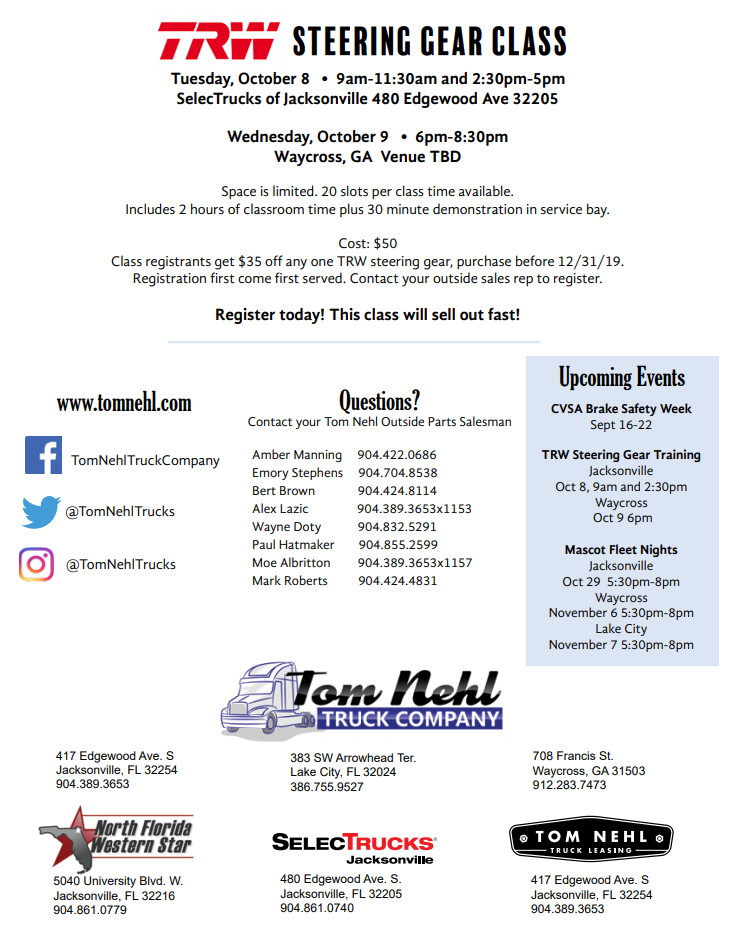 TRW STEERING GEAR CLASS
Tuesday, October 8 • 9am-11:30am and 2:30pm-5pm
SelecTrucks of Jacksonville 480 Edgewood Ave 32205
Wednesday, October 9 • 6pm-8:30pm
Waycross, GA Venue TBD
Space is limited. 20 slots per class time available.
Includes 2 hours of classroom time plus 30 minute demonstration in service bay.
Cost: $50
Class registrants get $35 off any one TRW steering gear, purchase before 12/31/19.
Registration first come first served. Contact your outside sales rep to register.
Register today! This class will sell out fast!
www.tomnehl.com
TomNehlTruckCompany
@TomNehlTrucks
@TomNehlTrucks
Questions?
Contact your Tom Nehl Outside Parts Salesman
Amber Manning 904.422.0686
Emory Stephens 904.704.8538
Bert Brown 904.424.8114
Alex Lazic 904.389.3653x1153
Wayne Doty 904.832.5291
Paul Hatmaker 904.855.2599
Moe Albritton 904.389.3653x1157
Mark Roberts 904.424.4831
Upcoming Events
CVSA Brake Safety Week
Sept 16-22
TRW Steering Gear Training
Jacksonville
Oct 8, 9am and 2:30pm
Waycross
Oct 9 6pm
Mascot Fleet Nights
Jacksonville
Oct 29 5:30pm-8pm
Waycross
November 6 5:30pm-8pm
Lake City
November 7 5:30pm-8pm
Tom Nehl
TRUCK COMPANY
417 Edgewood Ave. S
Jacksonville, FL 32254
904.389.3653
383 SW Arrowhead Ter.
Lake City, FL 32024
386.755.9527
708 Francis St.
Waycross, GA 31503
912.283.7473
North Florida
Western Star
5040 University Blvd. W.
Jacksonville, FL 32216
904.861.0779
SELECTRUCKS
Jacksonville
480 Edgewood Ave. S.
Jacksonville, FL 32205
904.861.0740
TOM NEHL
TRUCK LEASING
417 Edgewood Ave. S
Jacksonville, FL 32254
904.389.3653